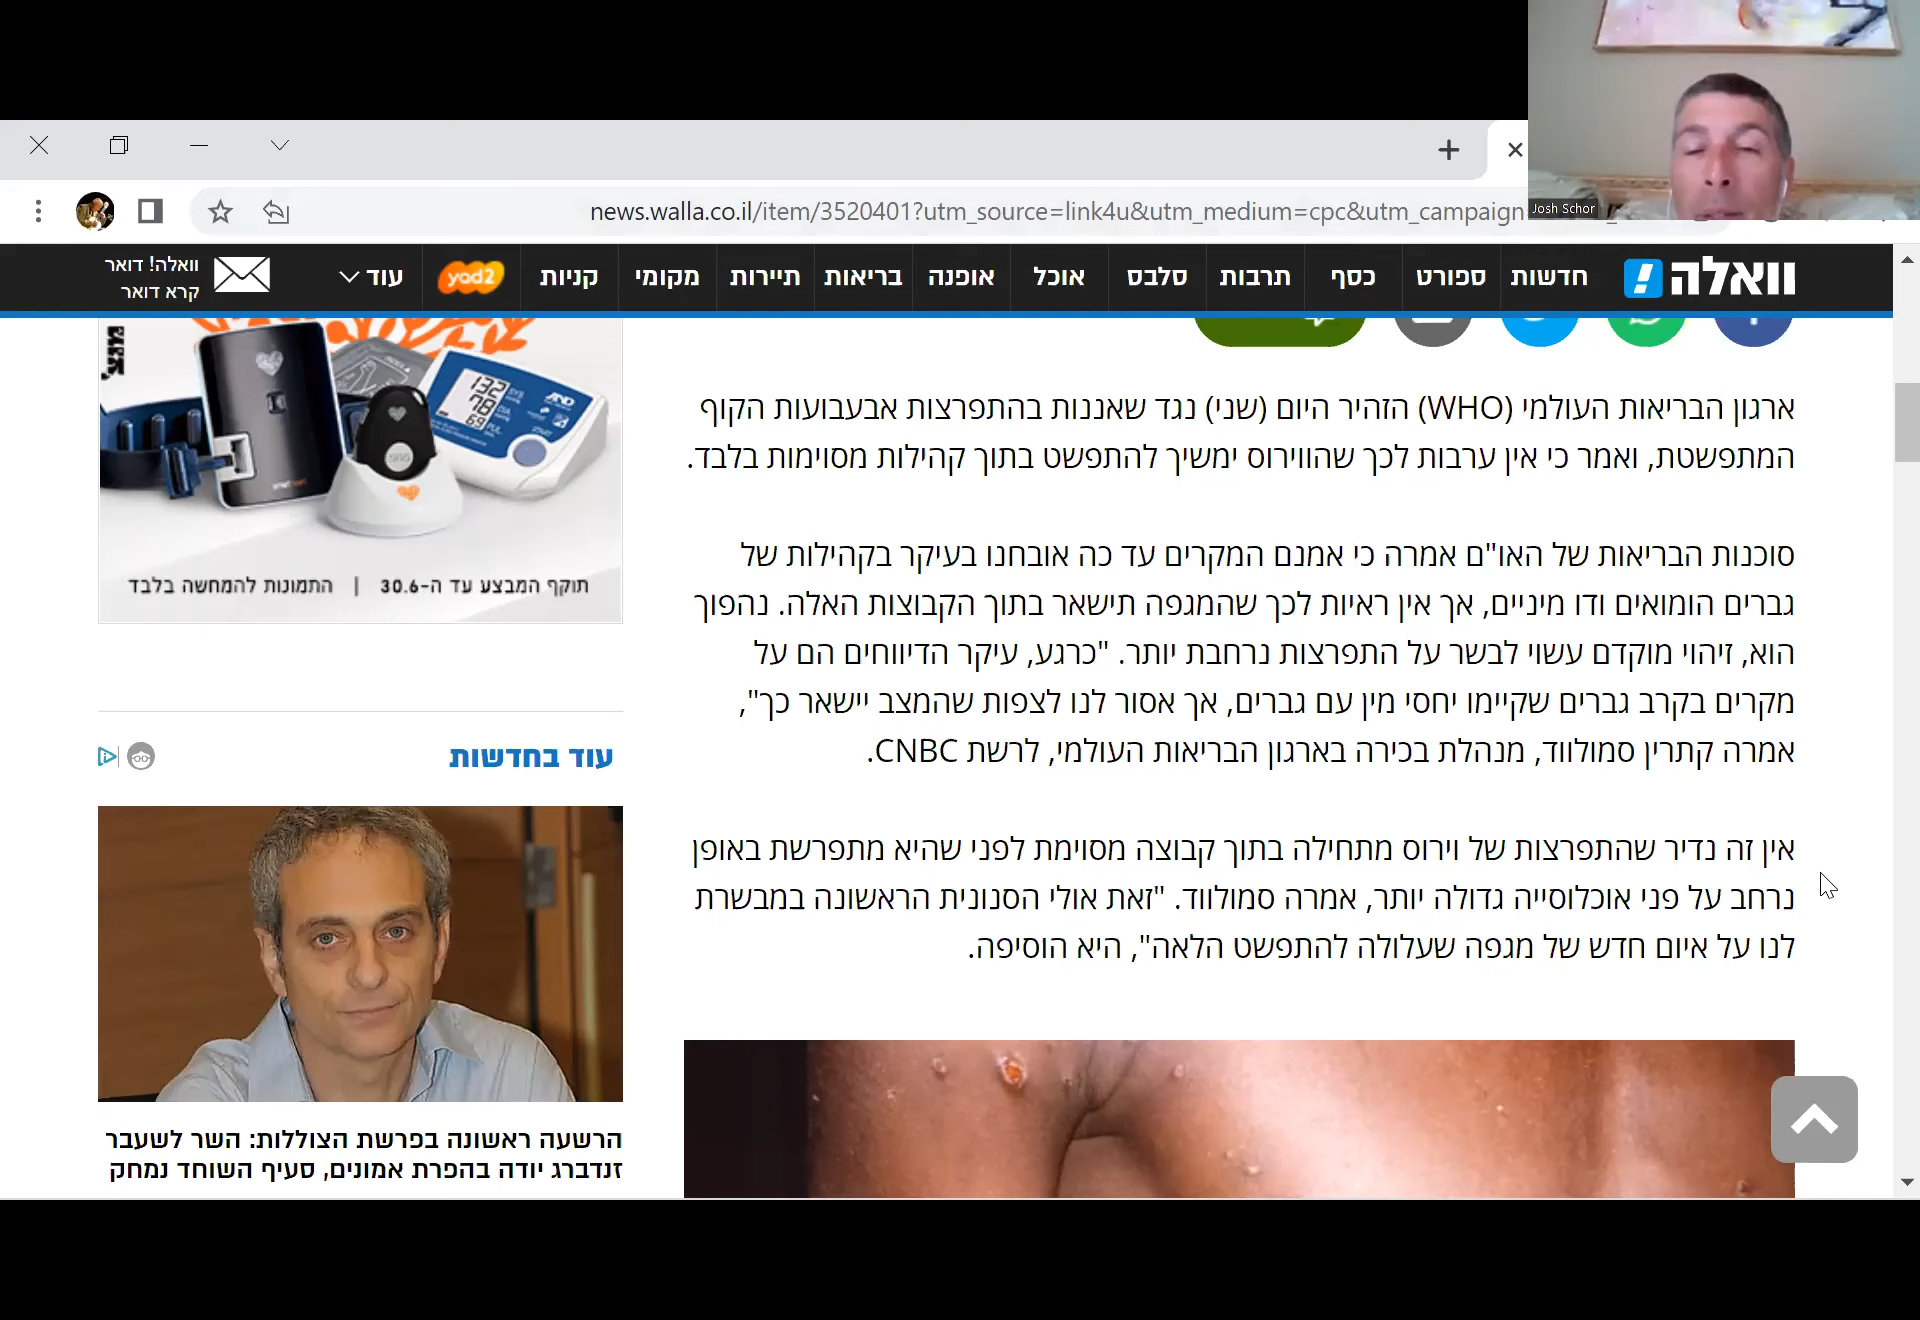 Josh Schor
news.walla.co.il/item/3520401?utm_source=link4u&utm_medium=cpc&utm_campaign
וואלה!
חדשות
ספורט
כסף
תרבות
סלבס
אוכל
אופנה
בריאות
תיירות
מקומי
קניות
yad2
עוד
וואלה! דואר
קרא דואר
ארגון הבריאות העולמי (WHO) הזהיר היום (שני) נגד שאננות בהתפרצות אבעבועות הקוף
המתפשטת, ואמר כי אין ערבות לכך שהווירוס ימשיך להתפשט בתוך קהילות מסוימות בלבד.
סוכנות הבריאות של האו"ם אמרה כי אמנם המקרים עד כה אובחנו בעיקר בקהילות של
גברים הומואים ודו מיניים, אך אין ראיות לכך שהמגפה תישאר בתוך הקבוצות האלה. נהפוך
הוא, זיהוי מוקדם עשוי לבשר על התפרצות נרחבת יותר. "כרגע, עיקר הדיווחים הם על
מקרים בקרב גברים שקיימו יחסי מין עם גברים, אך אסור לנו לצפות שהמצב יישאר כך",
אמרה קתרין סמולווד, מנהלת בכירה בארגון הבריאות העולמי, לרשת CNBC.
אין זה נדיר שהתפרצות של וירוס מתחילה בתוך קבוצה מסוימת לפני שהיא מתפרשת באופן
נרחב על פני אוכלוסייה גדולה יותר, אמרה סמולווד. "זאת אולי הסנונית הראשונה במבשרת
לנו על איום חדש של מגפה שעלולה להתפשט הלאה", היא הוסיפה.
132
78
69
AND
תוקף המבצע עד ה-30.6 | התמונות להמחשה בלבד
עוד בחדשות
הרשעה ראשונה בפרשת הצוללות: השר לשעבר
זנדברג יודה בהפרת אמונים, סעיף השוחד נמחק